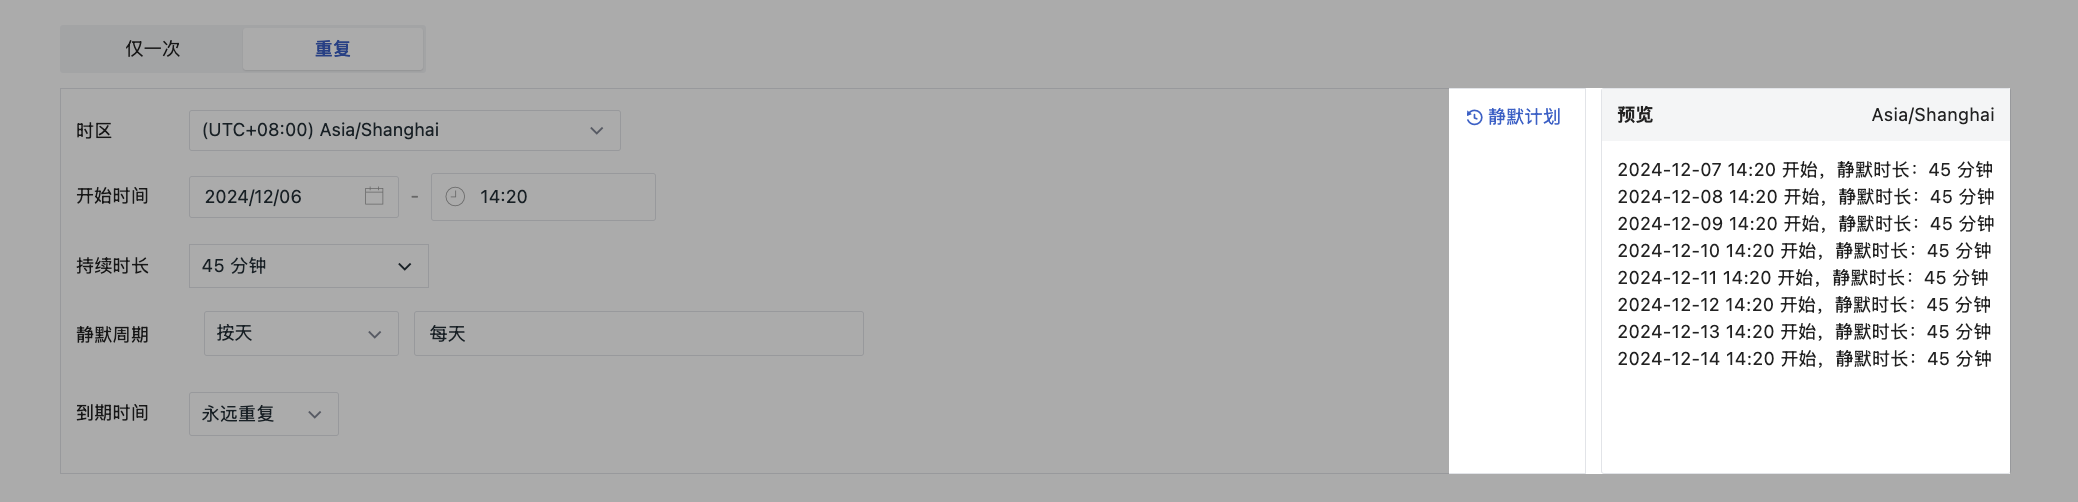 仅一次 重复
时区 (UTC+08:00) Asia/Shanghai
开始时间 2024/12/06 - 14:20
持续时长 45 分钟
静默周期 按天 每天
到期时间 永远重复
静默计划
预览 Asia/Shanghai
2024-12-07 14:20 开始，静默时长：45 分钟
2024-12-08 14:20 开始，静默时长：45 分钟
2024-12-09 14:20 开始，静默时长：45 分钟
2024-12-10 14:20 开始，静默时长：45 分钟
2024-12-11 14:20 开始，静默时长：45 分钟
2024-12-12 14:20 开始，静默时长：45 分钟
2024-12-13 14:20 开始，静默时长：45 分钟
2024-12-14 14:20 开始，静默时长：45 分钟